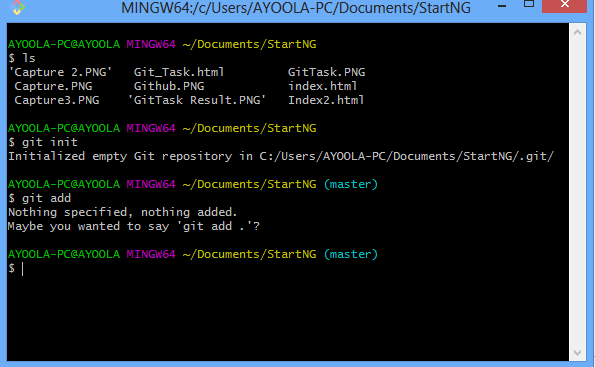 MINGW64:/c/Users/AYOOLA-PC/Documents/StartNG
AYOOLA-PC@AYOOLA MINGW64 ~/Documents/StartNG
$ ls
'Capture 2.PNG'   Git_Task.html         GitTask.PNG
 Capture.PNG      Github.PNG            index.html
 Capture3.PNG    'GitTask Result.PNG'   Index2.html
AYOOLA-PC@AYOOLA MINGW64 ~/Documents/StartNG
$ git init
Initialized empty Git repository in C:/Users/AYOOLA-PC/Documents/StartNG/.git/
AYOOLA-PC@AYOOLA MINGW64 ~/Documents/StartNG (master)
$ git add
Nothing specified, nothing added.
Maybe you wanted to say 'git add .'?
AYOOLA-PC@AYOOLA MINGW64 ~/Documents/StartNG (master)
$